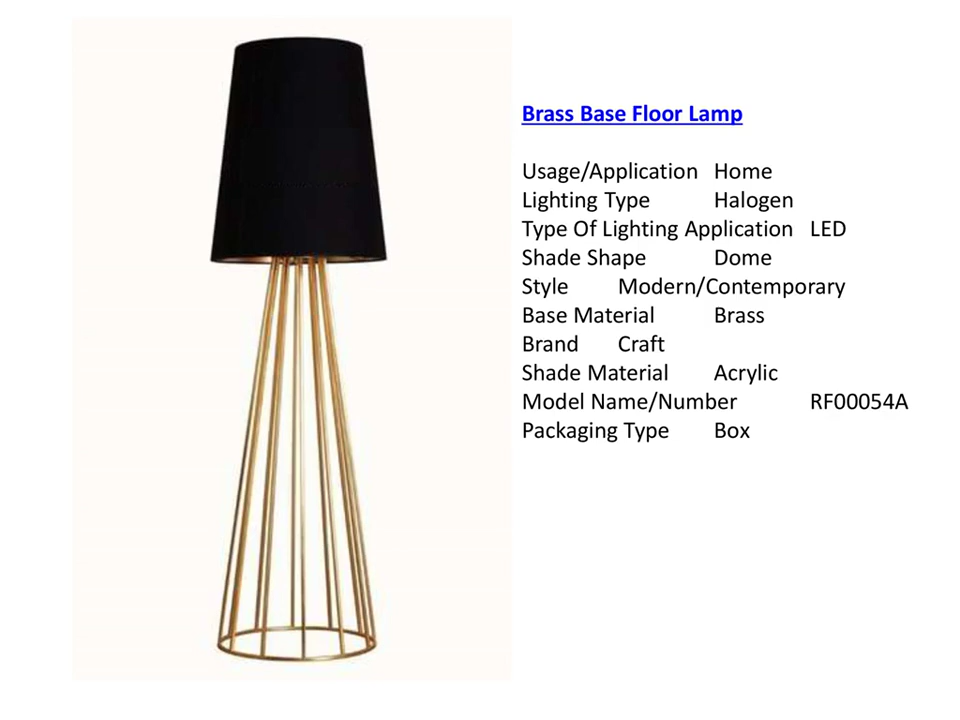 Brass Base Floor Lamp
Usage/Application Home
Lighting Type Halogen
Type Of Lighting Application LED
Shade Shape Dome
Style Modern/Contemporary
Base Material Brass
Brand Craft
Shade Material Acrylic
Model Name/Number RF00054A
Packaging Type Box